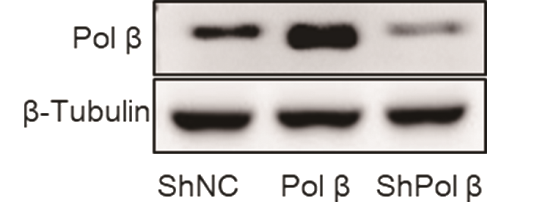 Pol β
β-Tubulin
ShNC Pol β ShPol β